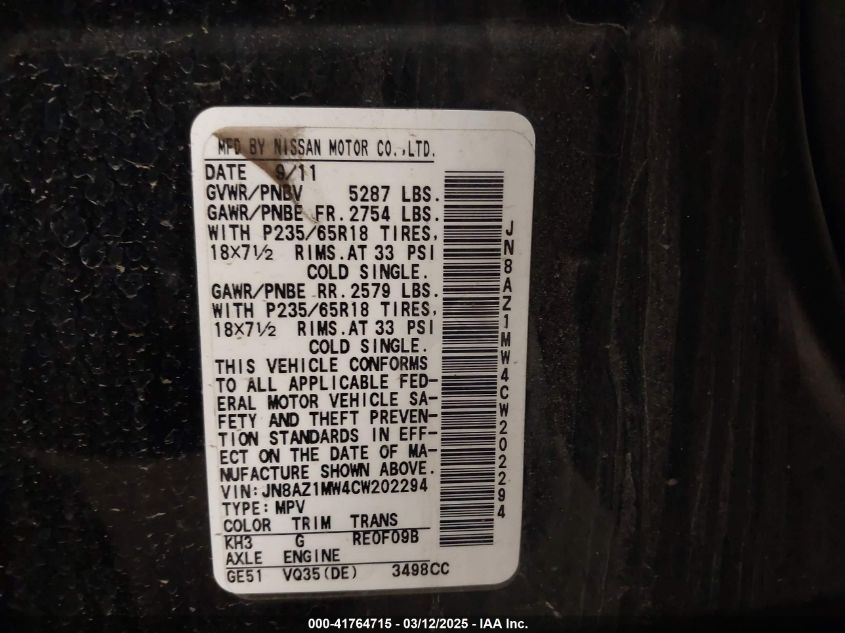 MFD BY NISSAN MOTOR CO.,LTD.
DATE 9/11
GVWR/PNBV 5287 LBS.
GAWR/PNBE FR. 2754 LBS.
WITH P235/65R18 TIRES,
18X7½ RIMS.AT 33 PSI
COLD SINGLE.
GAWR/PNBE RR. 2579 LBS.
WITH P235/65R18 TIRES,
18X7½ RIMS.AT 33 PSI
COLD SINGLE.
THIS VEHICLE CONFORMS
TO ALL APPLICABLE FED-
ERAL MOTOR VEHICLE SA-
FETY AND THEFT PREVEN-
TION STANDARDS IN EFF-
ECT ON THE DATE OF MA-
NUFACTURE SHOWN ABOVE.
VIN:JN8AZ1MW4CW202294
TYPE:MPV
COLOR TRIM TRANS
KH3 G RE0F09B
AXLE ENGINE
GE51 VQ35(DE) 3498CC
JN8AZ1MW4CW202294
000-41764715 - 03/12/2025 - IAA Inc.